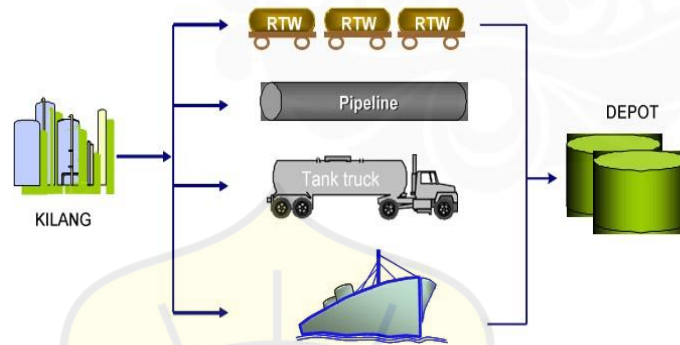 RTW RTW RTW
Pipeline
DEPOT
Tank truck
KILANG